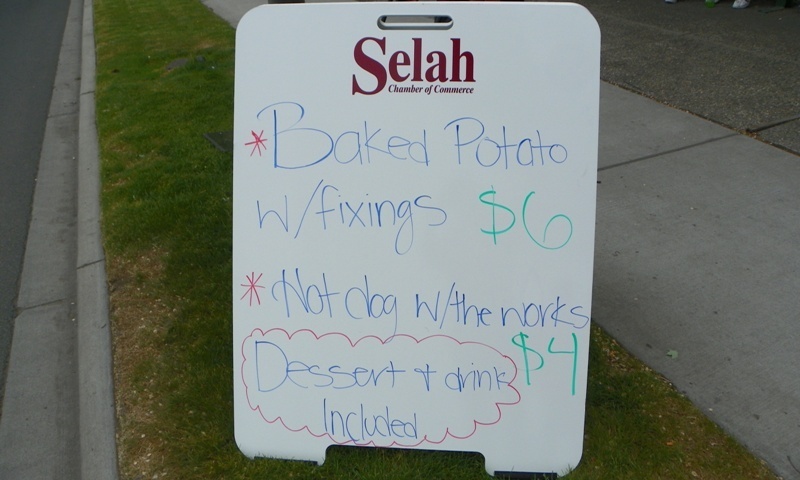 Selah
Chamber of Commerce
* Baked Potato
w/fixings $6
* Hot dog w/the works
$4
Dessert + drink
Included